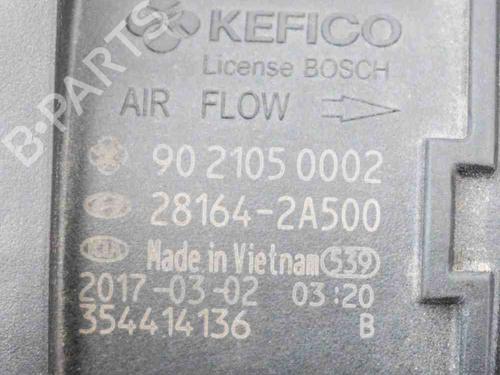 KEFICO
License BOSCH
AIR FLOW
90 2105 0002
28164-2A500
KIA Made in Vietnam 539
2017-03-02 03:20
354414136 B
B-PARTS